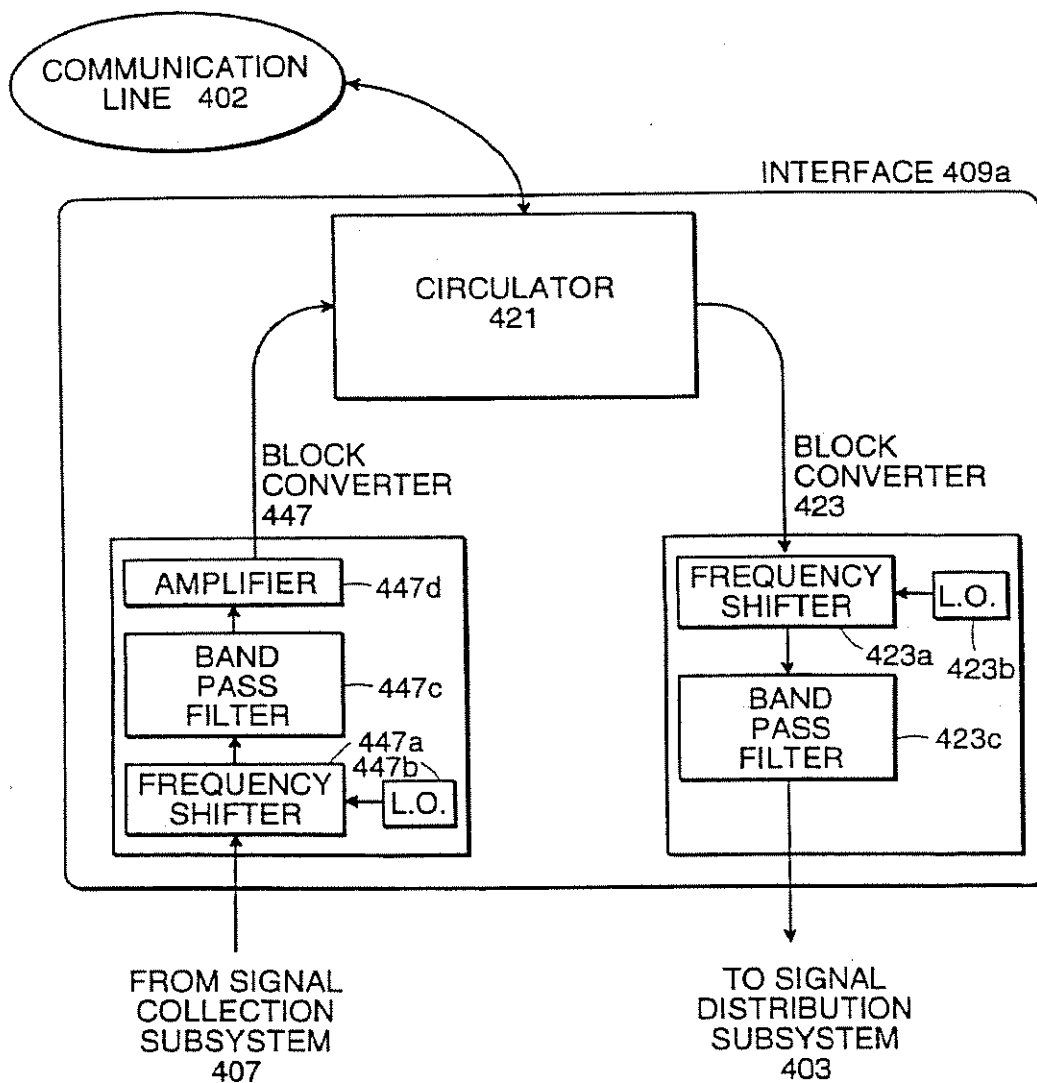 COMMUNICATION
LINE 402
INTERFACE 409a
CIRCULATOR
421
BLOCK
CONVERTER
447
BLOCK
CONVERTER
423
AMPLIFIER
447d
BAND
PASS
FILTER
447c
447a
447b
FREQUENCY
SHIFTER
L.O.
FREQUENCY
SHIFTER
L.O.
423a
423b
BAND
PASS
FILTER
423c
FROM SIGNAL
COLLECTION
SUBSYSTEM
407
TO SIGNAL
DISTRIBUTION
SUBSYSTEM
403